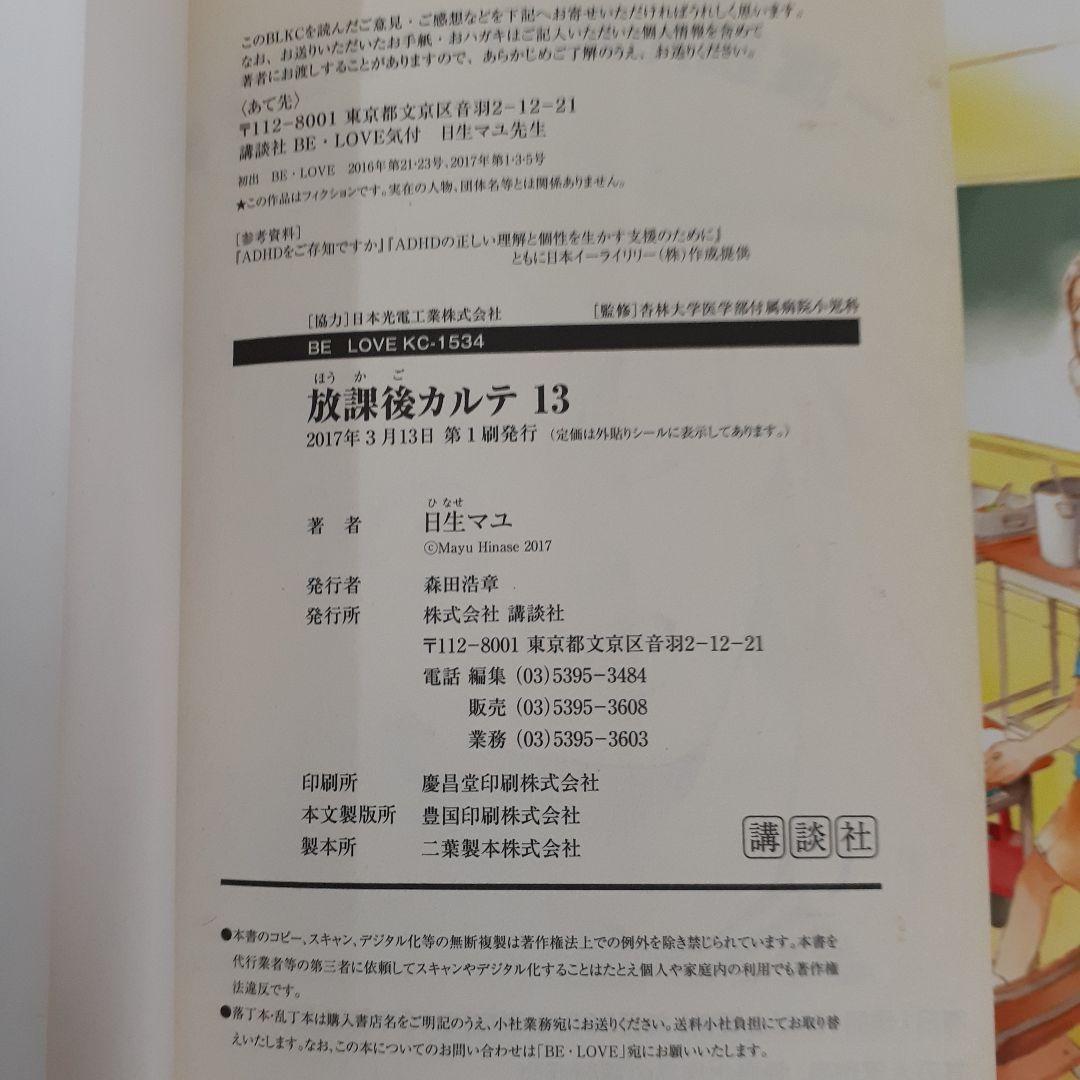 このBLKCを読んだご意見・ご感想などを下記へお寄せいただければうれしく思います。
なお、お送りいただいたお手紙・おハガキはご記入いただいた個人情報を含めて
著者にお渡しすることがありますので、あらかじめご了解のうえ、お送りください。
〈あて先〉
〒112-8001 東京都文京区音羽2-12-21
講談社 BE・LOVE気付 日生マユ先生
初出 BE・LOVE 2016年第21・23号、2017年第1・3・5号
★この作品はフィクションです。実在の人物、団体名等とは関係ありません。
[参考資料]
『ADHDをご存知ですか』『ADHDの正しい理解と個性を生かす支援のために』
ともに日本イーライリリー(株)作成提供
[協力]日本光電工業株式会社 [監修]杏林大学医学部付属病院小児科
BE LOVE KC-1534
ほうかご
放課後カルテ 13
2017年3月13日 第1刷発行 (定価は外貼りシールに表示してあります。)
ひなせ
著者 日生マユ
©Mayu Hinase 2017
発行者 森田浩章
発行所 株式会社 講談社
〒112-8001 東京都文京区音羽2-12-21
電話 編集 (03)5395-3484
販売 (03)5395-3608
業務 (03)5395-3603
印刷所 慶昌堂印刷株式会社
本文製版所 豊国印刷株式会社
製本所 二葉製本株式会社
講談社
●本書のコピー、スキャン、デジタル化等の無断複製は著作権法上での例外を除き禁じられています。本書を
代行業者等の第三者に依頼してスキャンやデジタル化することはたとえ個人や家庭内の利用でも著作権
法違反です。
●落丁本・乱丁本は購入書店名をご明記のうえ、小社業務宛にお送りください。送料小社負担にてお取り替
えいたします。なお、この本についてのお問い合わせは「BE・LOVE」宛にお願いいたします。